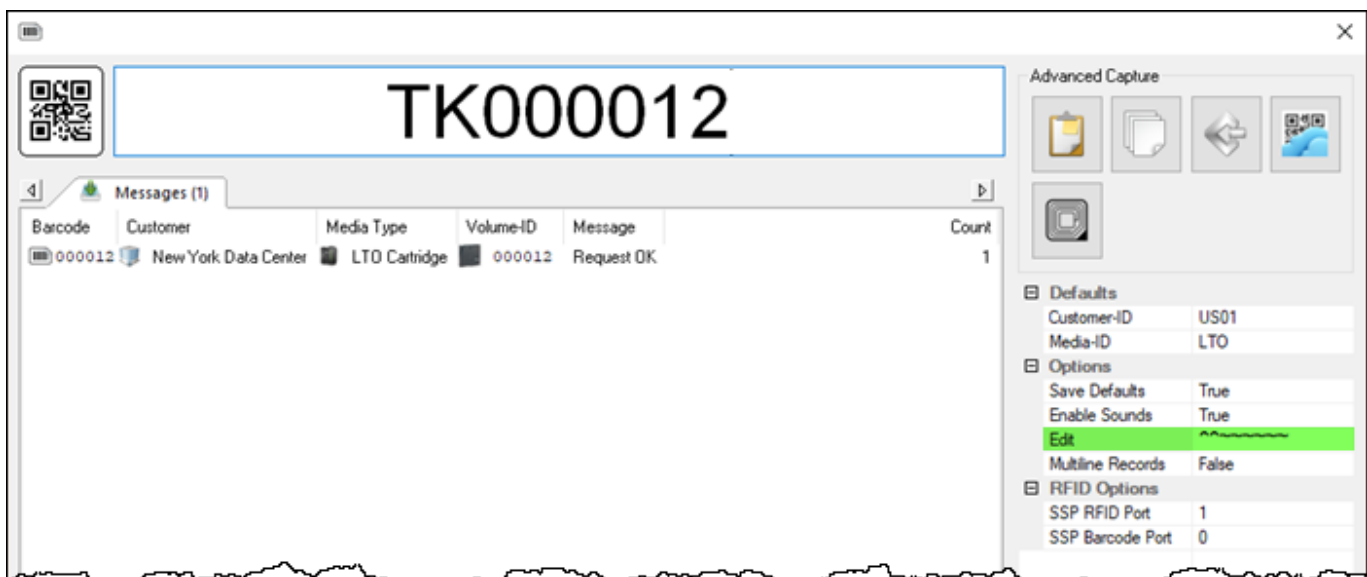 TK000012
Advanced Capture
Messages (1)
Barcode Customer Media Type Volume-ID Message Count
000012 New York Data Center LTO Cartridge 000012 Request OK 1
Defaults
Customer-ID US01
Media-ID LTO
Options
Save Defaults True
Enable Sounds True
Edit ^^~~~~~~
Multiline Records False
RFID Options
SSP RFID Port 1
SSP Barcode Port 0